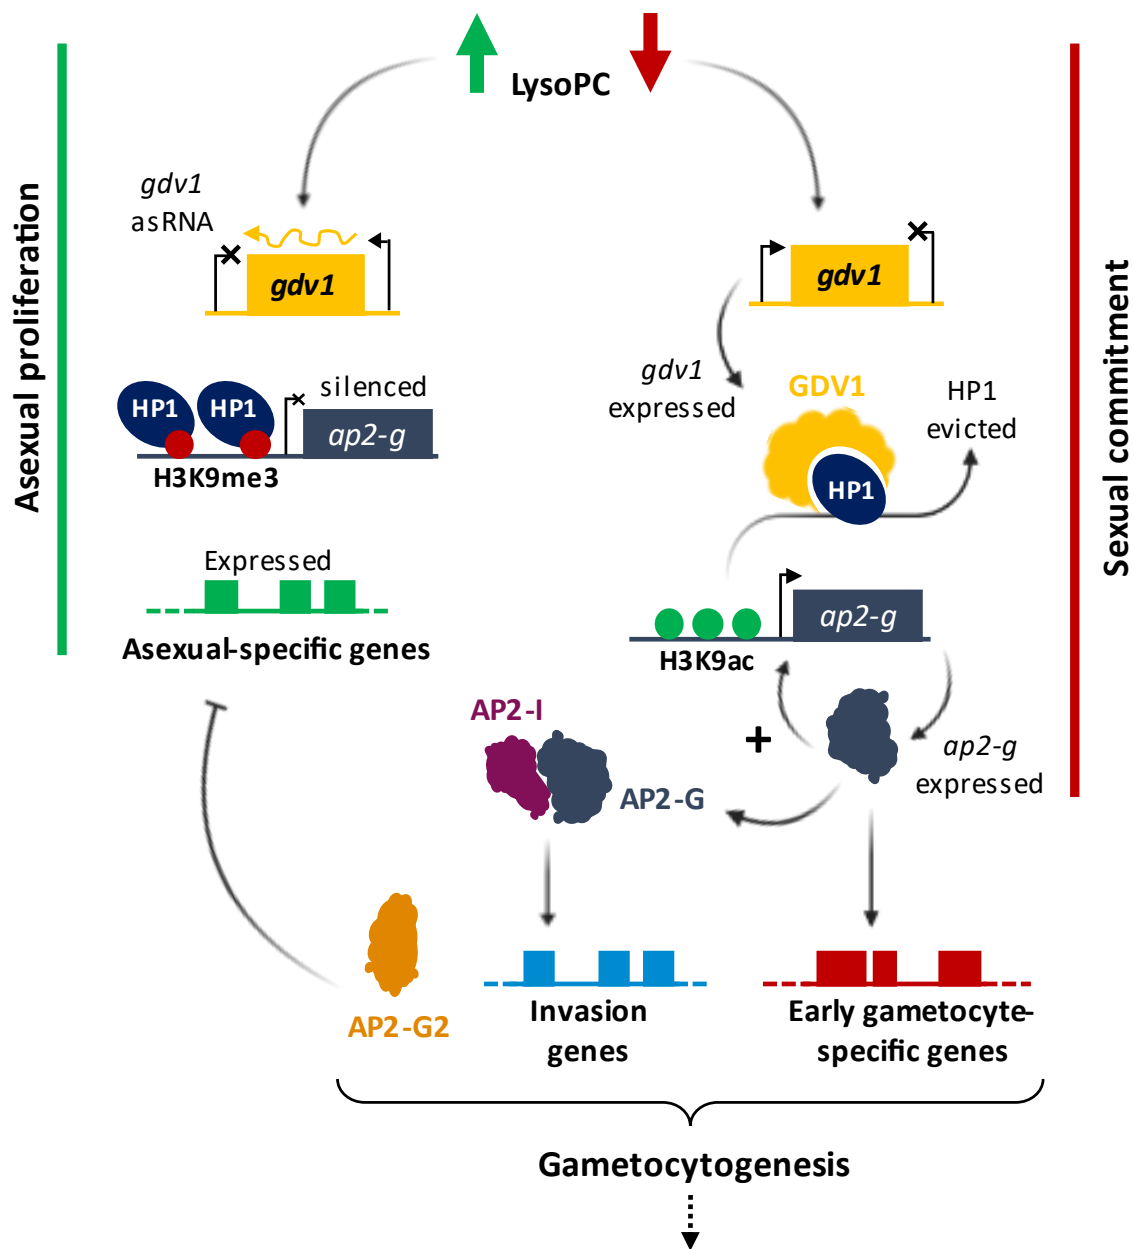 LysoPC
Asexual proliferation
Sexual commitment
gdv1
asRNA
gdv1
gdv1
gdv1
expressed
GDV1
HP1
evicted
HP1
HP1
HP1
silenced
ap2-g
H3K9me3
Expressed
Asexual-specific genes
ap2-g
H3K9ac
AP2-I
AP2-G
+
ap2-g
expressed
AP2-G2
Invasion
genes
Early gametocyte-
specific genes
Gametocytogenesis